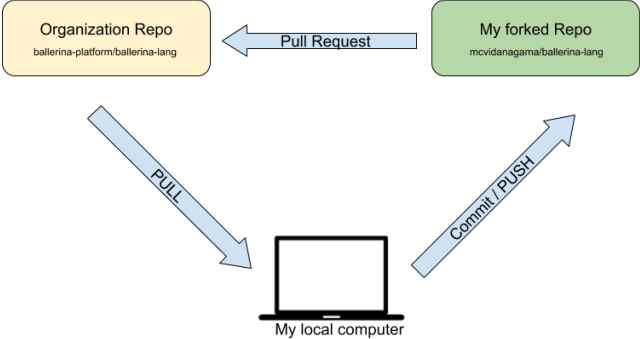 Organization Repo
ballerina-platform/ballerina-lang
Pull Request
My forked Repo
mcvidanagama/ballerina-lang
PULL
Commit / PUSH
My local computer